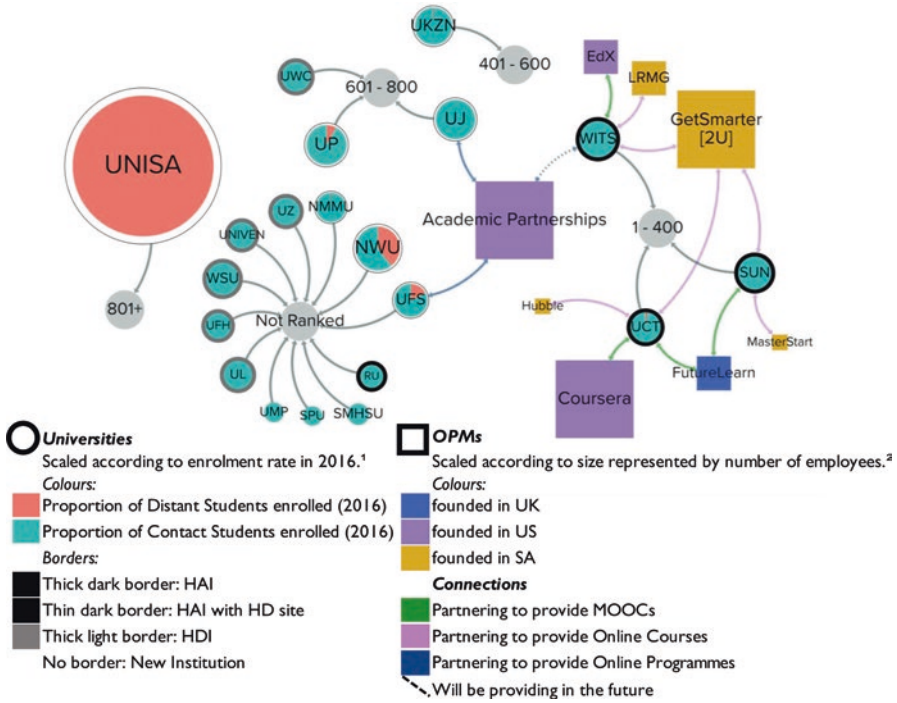 UKZN
401 - 600
EdX
LRMG
UWC
601 - 800
UP
UJ
WITS
GetSmarter
[2U]
UNISA
Academic Partnerships
1 - 400
UZ
NMMU
UNIVEN
NWU
WSU
SUN
801+
UFH
Not Ranked
UFS
Hubble
UCT
MasterStart
UL
RU
FutureLearn
UMP
SPU
SMHSU
Coursera
Universities
Scaled according to enrolment rate in 2016.¹
Colours:
Proportion of Distant Students enrolled (2016)
Proportion of Contact Students enrolled (2016)
Borders:
Thick dark border: HAI
Thin dark border: HAI with HD site
Thick light border: HDI
No border: New Institution
OPMs
Scaled according to size represented by number of employees.²
Colours:
founded in UK
founded in US
founded in SA
Connections
Partnering to provide MOOCs
Partnering to provide Online Courses
Partnering to provide Online Programmes
Will be providing in the future